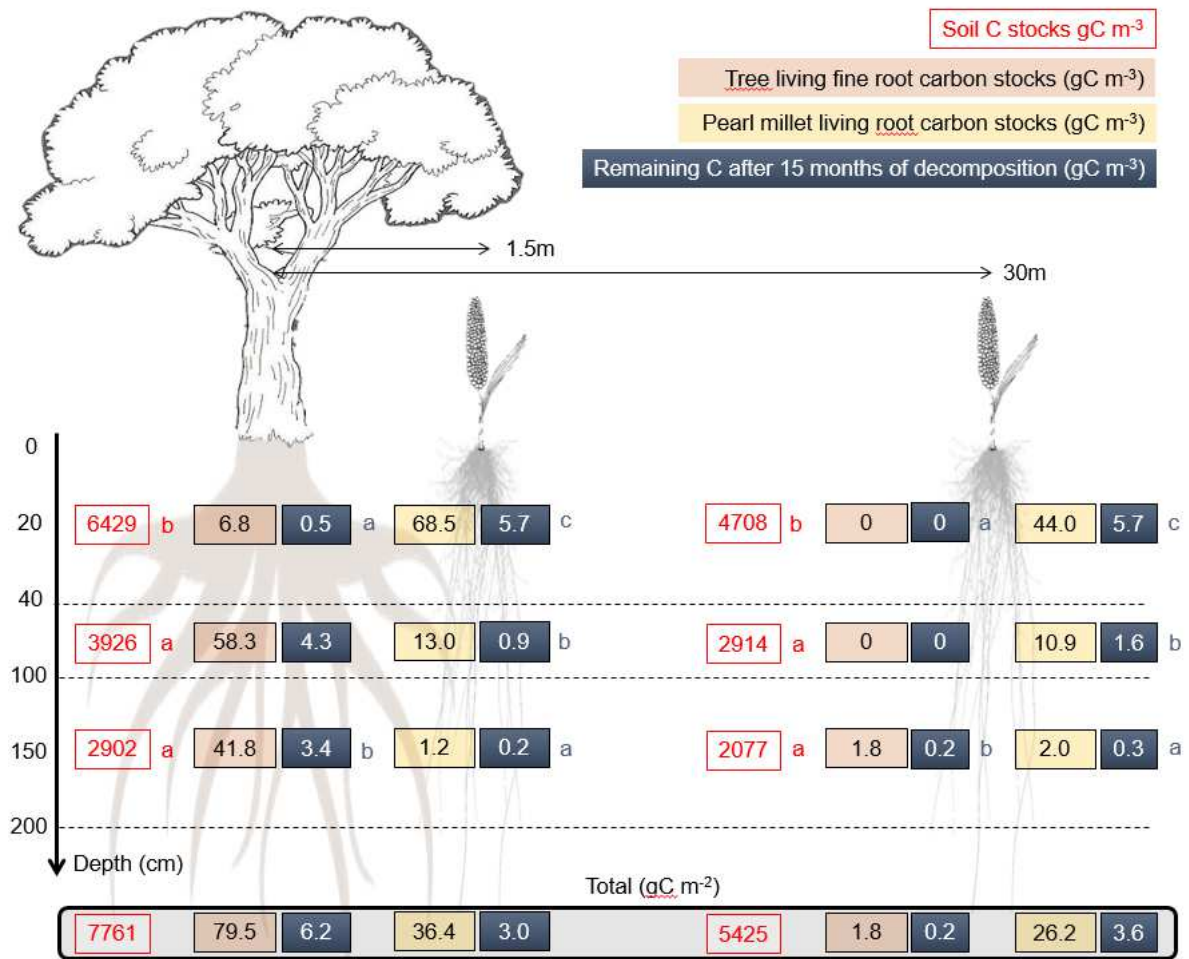 Soil C stocks gC m-3
Tree living fine root carbon stocks (gC m-3)
Pearl millet living root carbon stocks (gC m-3)
Remaining C after 15 months of decomposition (gC m-3)
1.5m
30m
0
20 6429 b 6.8 0.5 a 68.5 5.7 c 4708 b 0 0 a 44.0 5.7 c
40
3926 a 58.3 4.3 13.0 0.9 b 2914 a 0 0 10.9 1.6 b
100
150 2902 a 41.8 3.4 b 1.2 0.2 a 2077 a 1.8 0.2 b 2.0 0.3 a
200
Depth (cm)
Total (gC m-2)
7761 79.5 6.2 36.4 3.0 5425 1.8 0.2 26.2 3.6